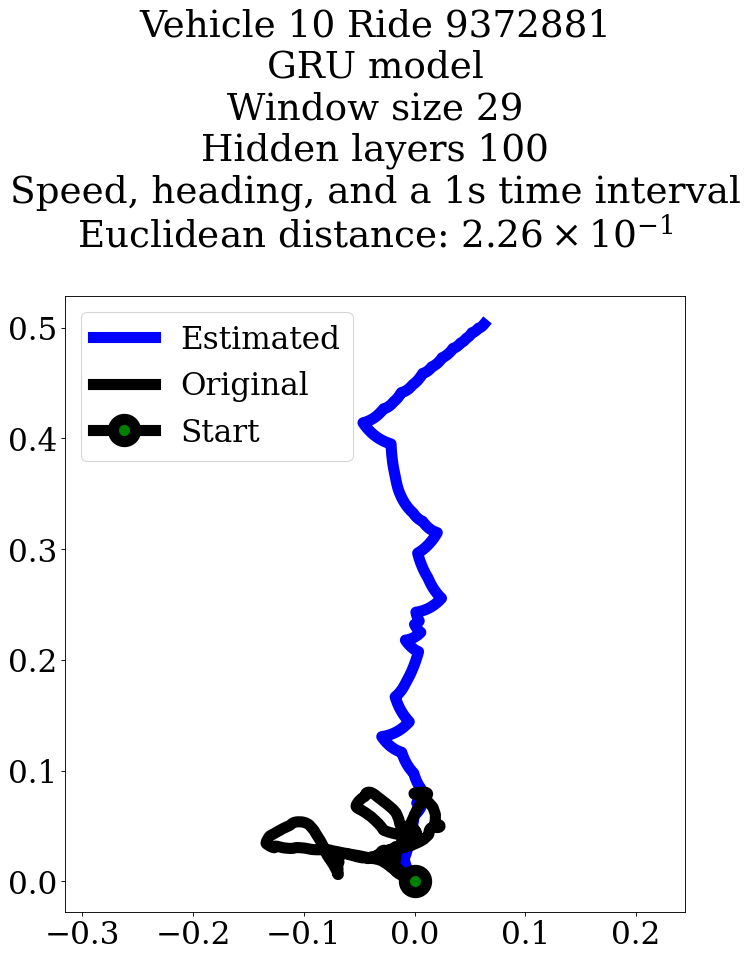 Vehicle 10 Ride 9372881
GRU model
Window size 29
Hidden layers 100
Speed, heading, and a 1s time interval
Euclidean distance: 2.26 × 10⁻¹
Estimated
Original
Start
0.5
0.4
0.3
0.2
0.1
0.0
−0.3 −0.2 −0.1 0.0 0.1 0.2